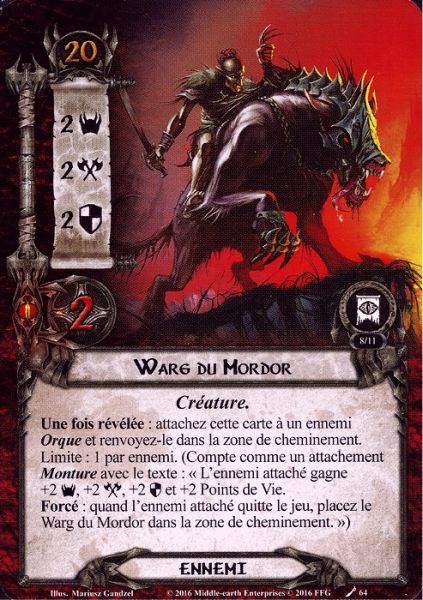 20
2
2
2
2
8/11
Warg du Mordor
Créature.
Une fois révélée : attachez cette carte à un ennemi
Orque et renvoyez-le dans la zone de cheminement.
Limite : 1 par ennemi. (Compte comme un attachement
Monture avec le texte : « L'ennemi attaché gagne
+2 , +2 , +2 et +2 Points de Vie.
Forcé : quand l'ennemi attaché quitte le jeu, placez le
Warg du Mordor dans la zone de cheminement. »)
ENNEMI
Illus. Mariusz Gandzel © 2016 Middle-earth Enterprises © 2016 FFG 64